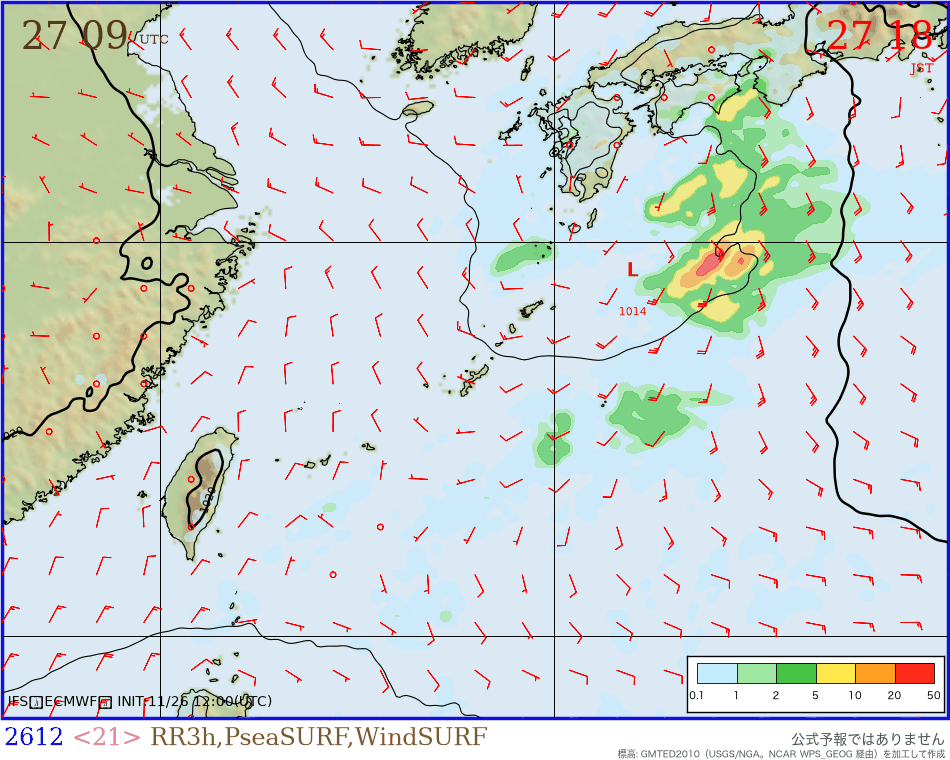 27 09 UTC
27 18
JST
L
1014
1020
IFS ECMWF INIT:11/26 12:00(UTC)
0.1 1 2 5 10 20 50
2612 <21> RR3h,PseaSURF,WindSURF
公式予報ではありません
標高: GMTED2010（USGS/NGA。NCAR WPS_GEOG 経由）を加工して作成